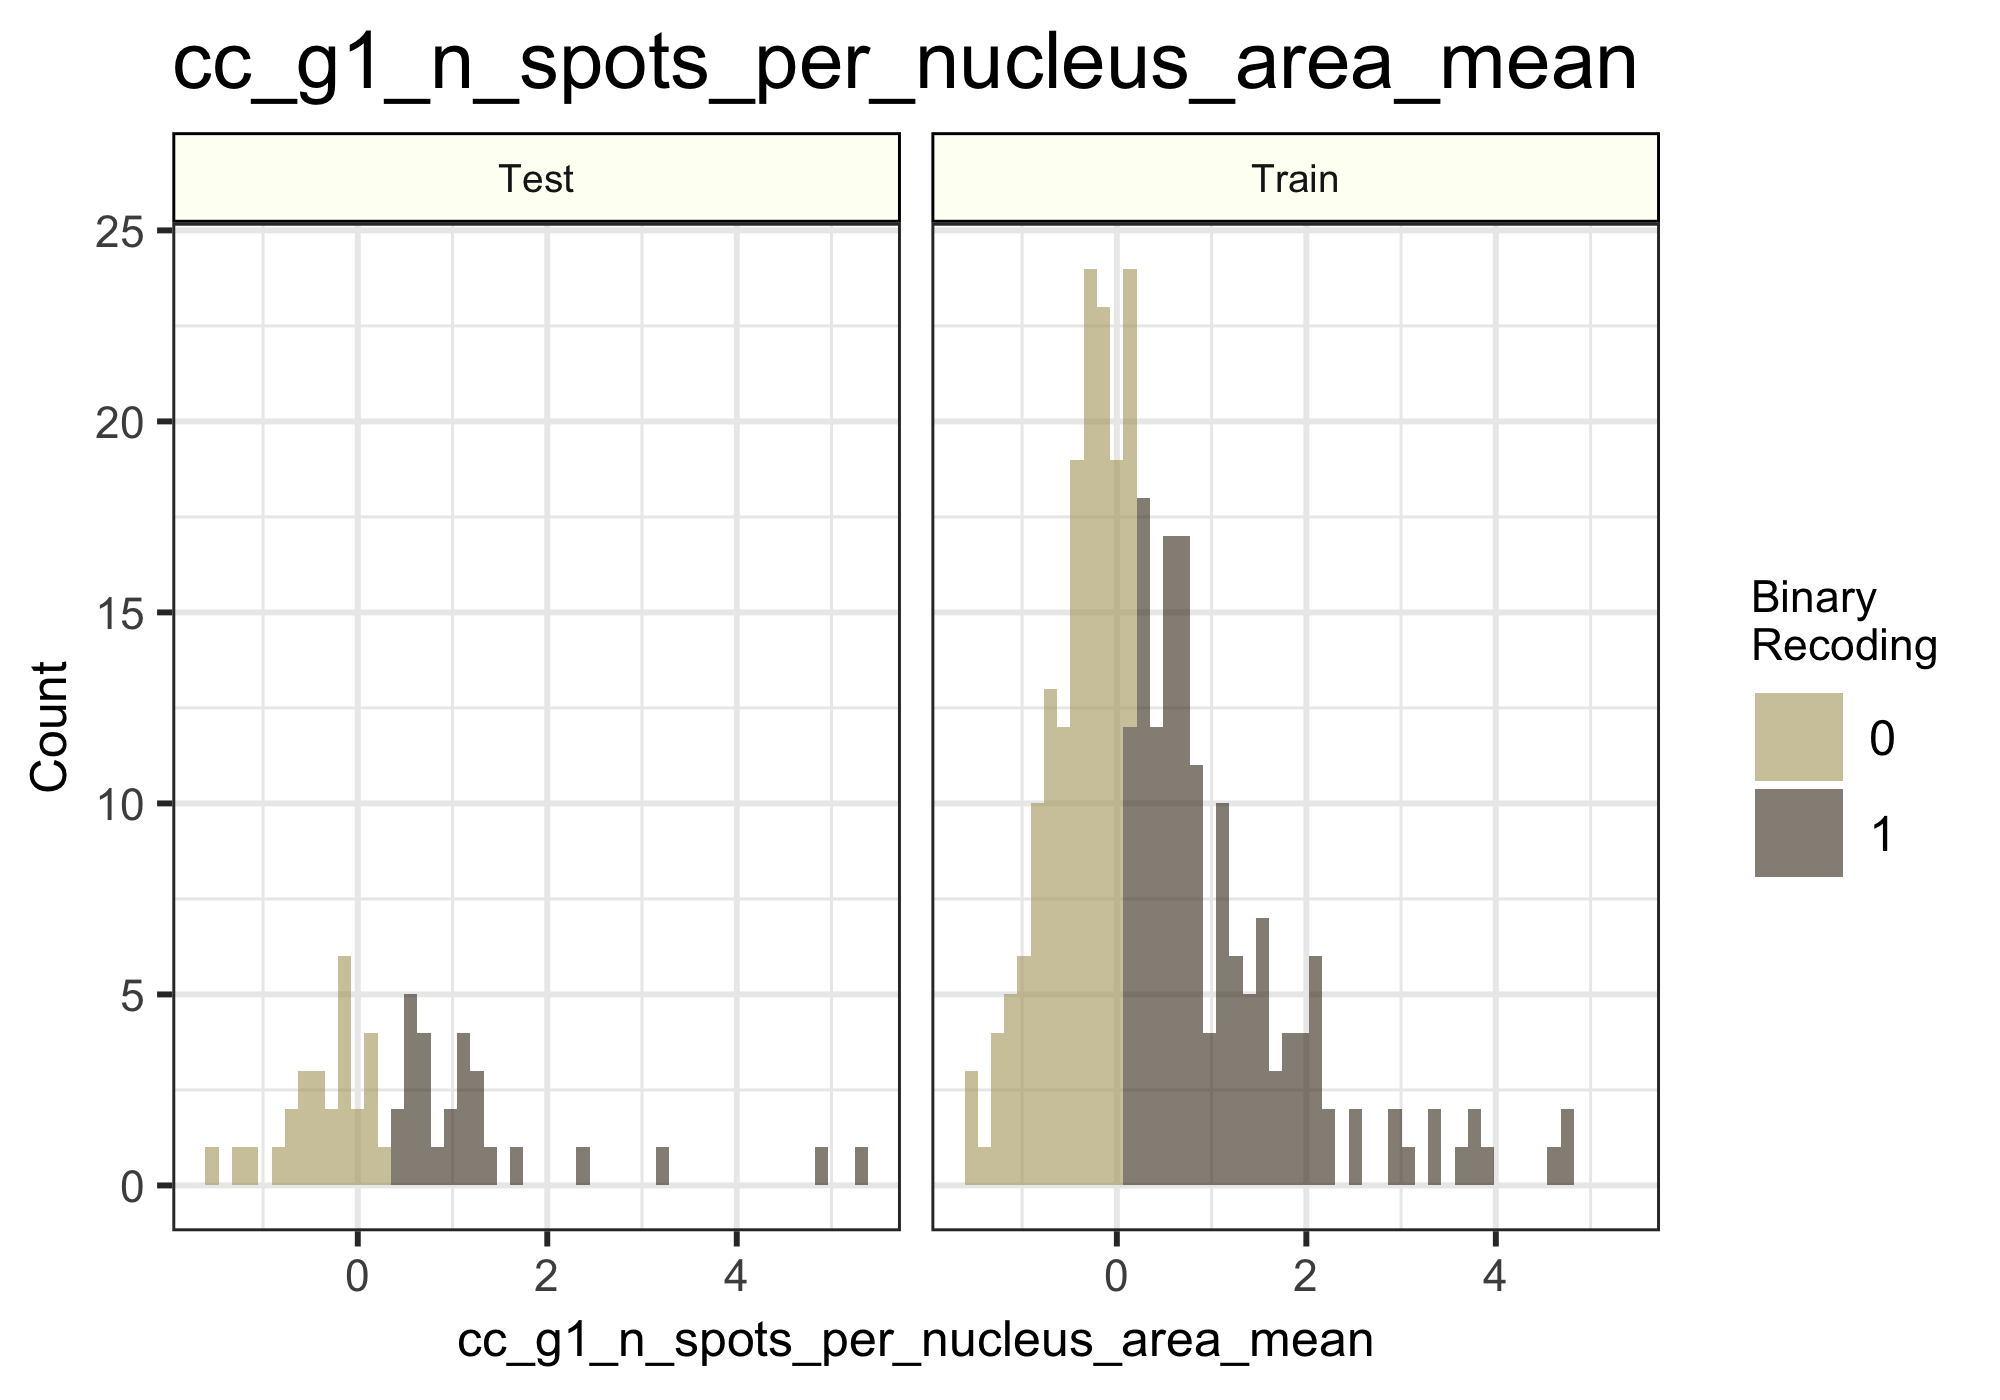 cc_g1_n_spots_per_nucleus_area_mean
Test
Train
25
20
15
10
5
0
Count
0 2 4
0 2 4
cc_g1_n_spots_per_nucleus_area_mean
Binary
Recoding
0
1